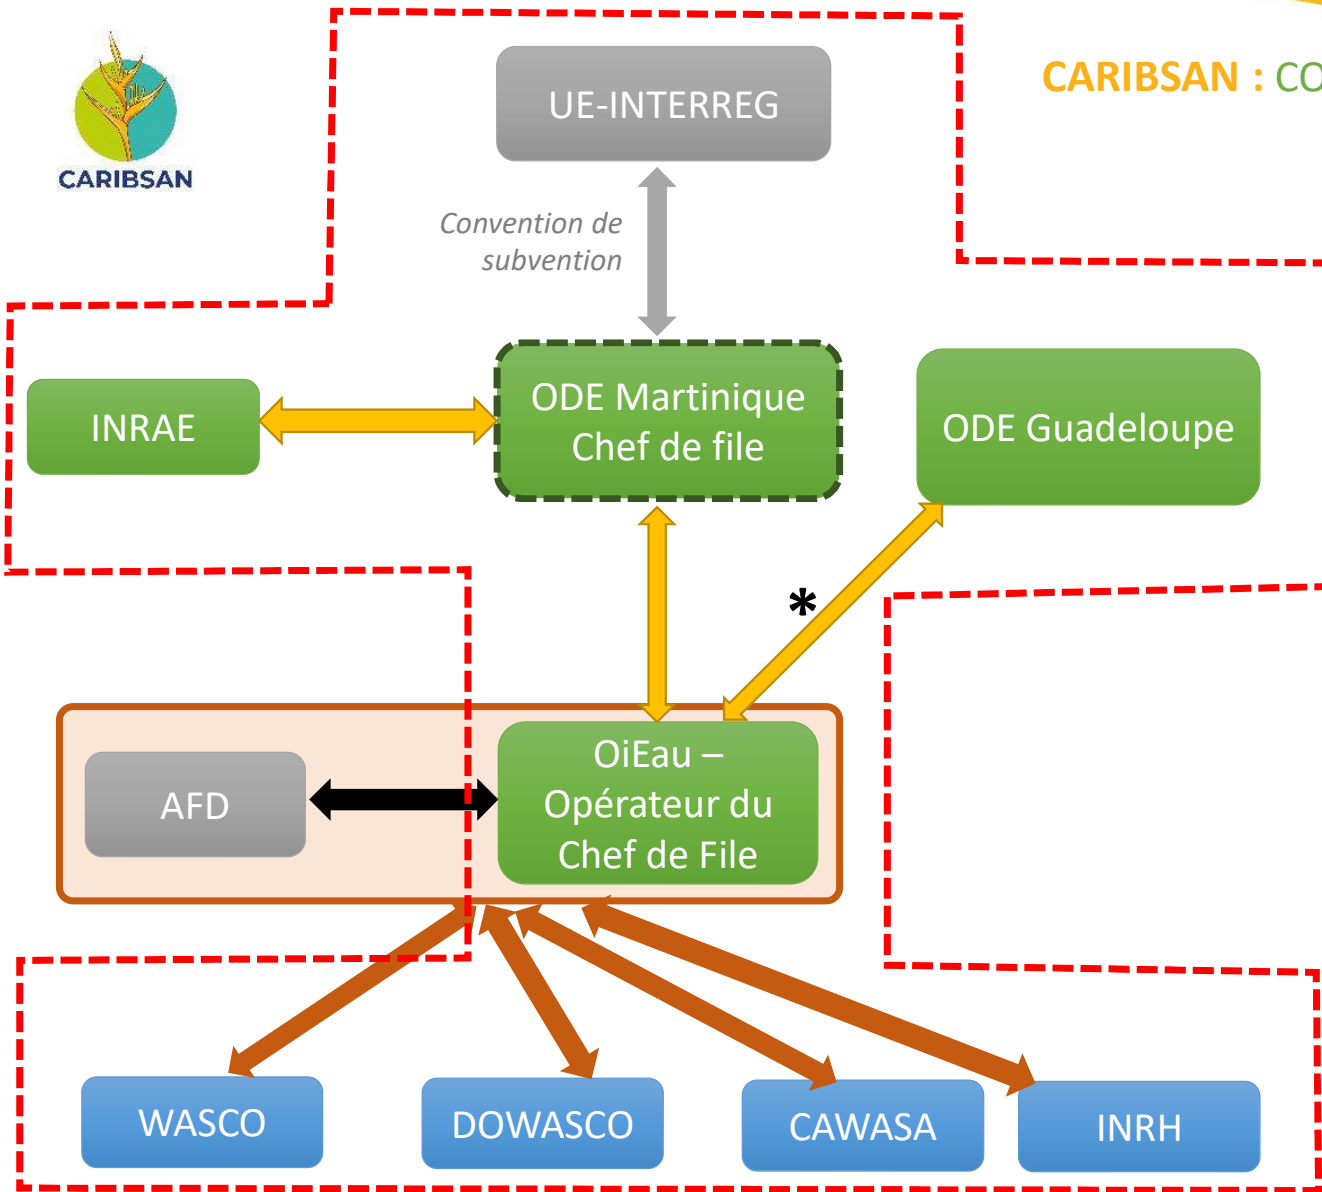 CARIBSAN
CARIBSAN : CO
UE-INTERREG
Convention de
subvention
INRAE
ODE Martinique
Chef de file
ODE Guadeloupe
*
AFD
OiEau –
Opérateur du
Chef de File
WASCO
DOWASCO
CAWASA
INRH